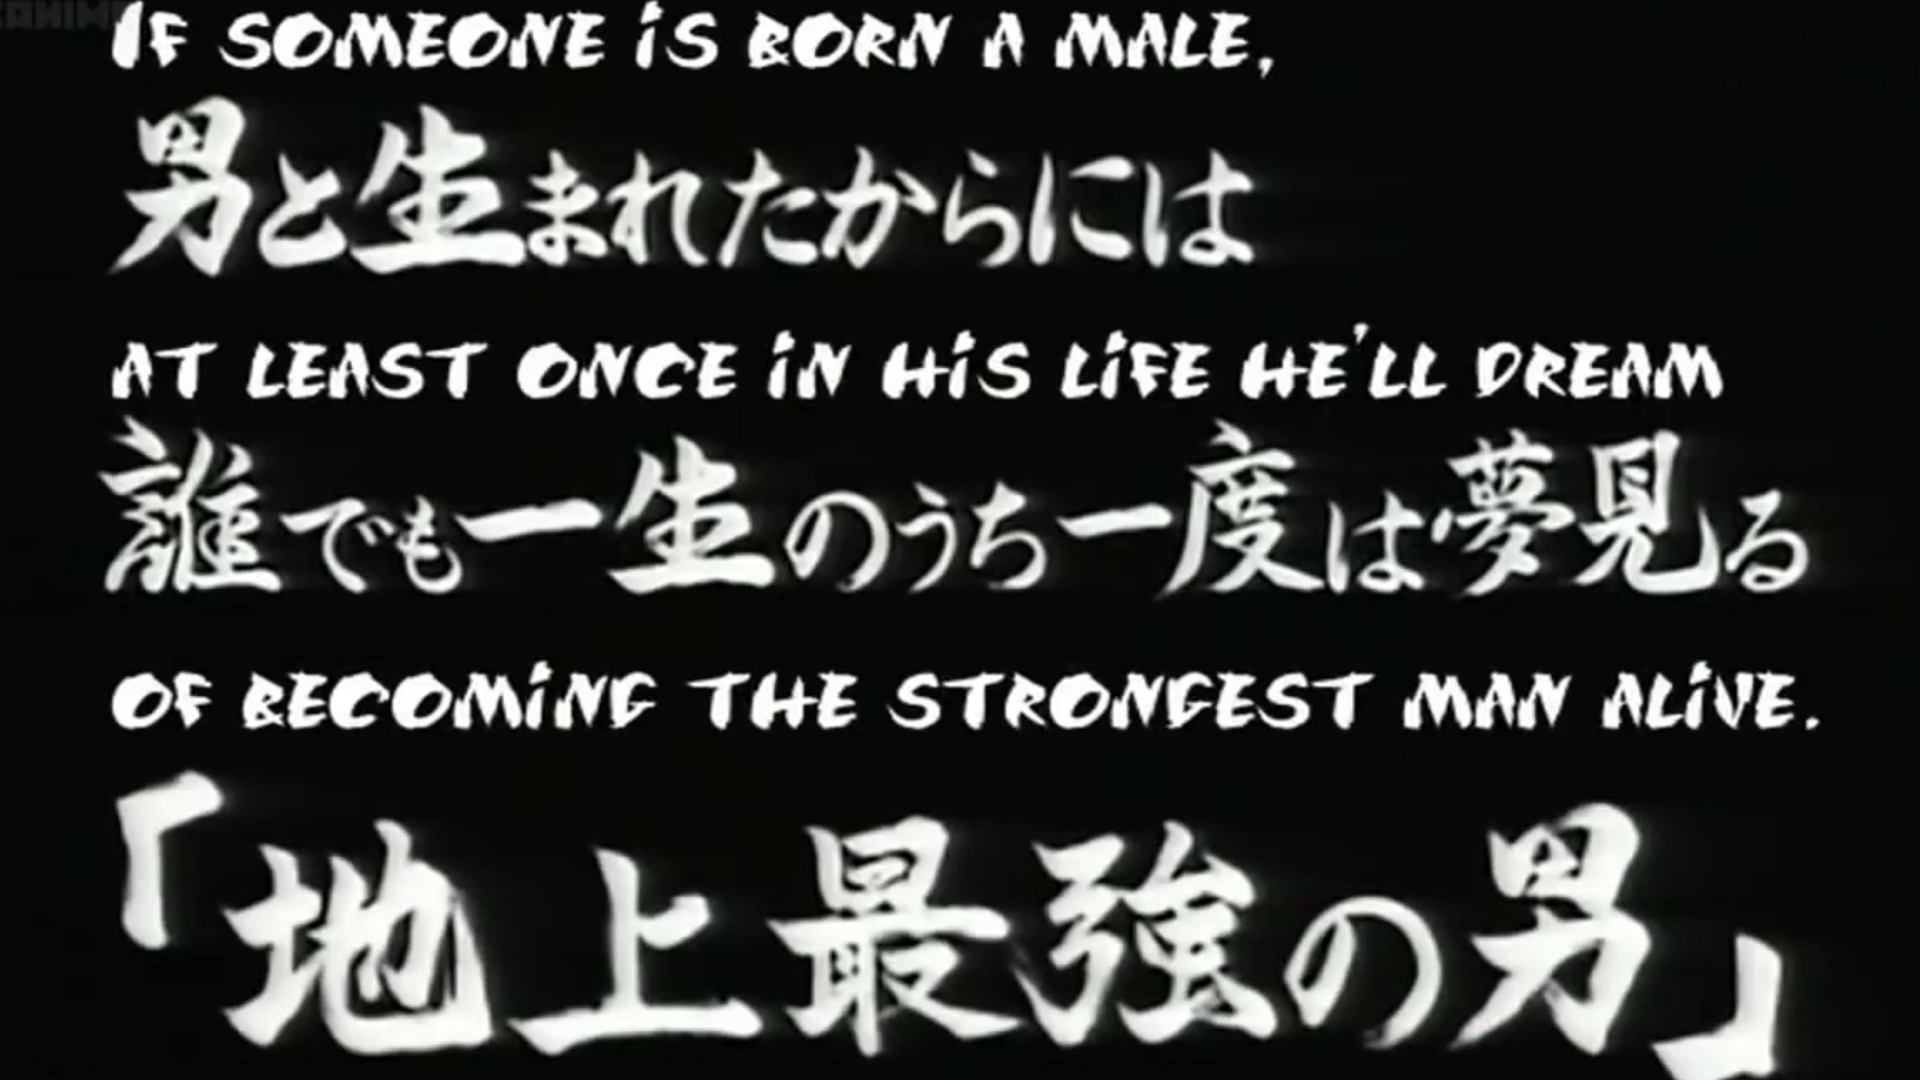 IF SOMEONE IS BORN A MALE,
男と生まれたからには
AT LEAST ONCE IN HIS LIFE HE'LL DREAM
誰でも一生のうち一度は夢見る
OF BECOMING THE STRONGEST MAN ALIVE.
「地上最強の男」